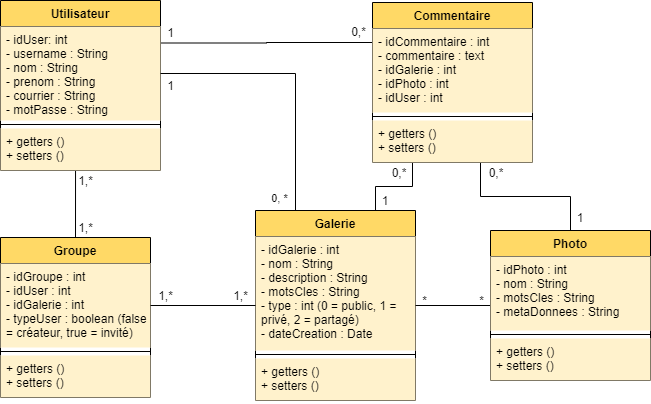 Utilisateur
- idUser: int
- username : String
- nom : String
- prenom : String
- courrier : String
- motPasse : String
+ getters ()
+ setters ()
1
0,*
1
Commentaire
- idCommentaire : int
- commentaire : text
- idGalerie : int
- idPhoto : int
- idUser : int
+ getters ()
+ setters ()
1,*
1,*
0, *
0,*
1
0,*
1
Groupe
- idGroupe : int
- idUser : int
- idGalerie : int
- typeUser : boolean (false
= créateur, true = invité)
+ getters ()
+ setters ()
1,*
1,*
Galerie
- idGalerie : int
- nom : String
- description : String
- motsCles : String
- type : int (0 = public, 1 =
privé, 2 = partagé)
- dateCreation : Date
+ getters ()
+ setters ()
*
*
Photo
- idPhoto : int
- nom : String
- motsCles : String
- metaDonnees : String
+ getters ()
+ setters ()